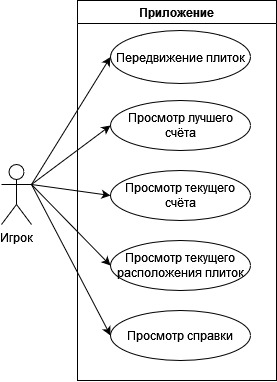 Приложение
Передвижение плиток
Просмотр лучшего
счёта
Просмотр текущего
счёта
Просмотр текущего
расположения плиток
Просмотр справки
Игрок